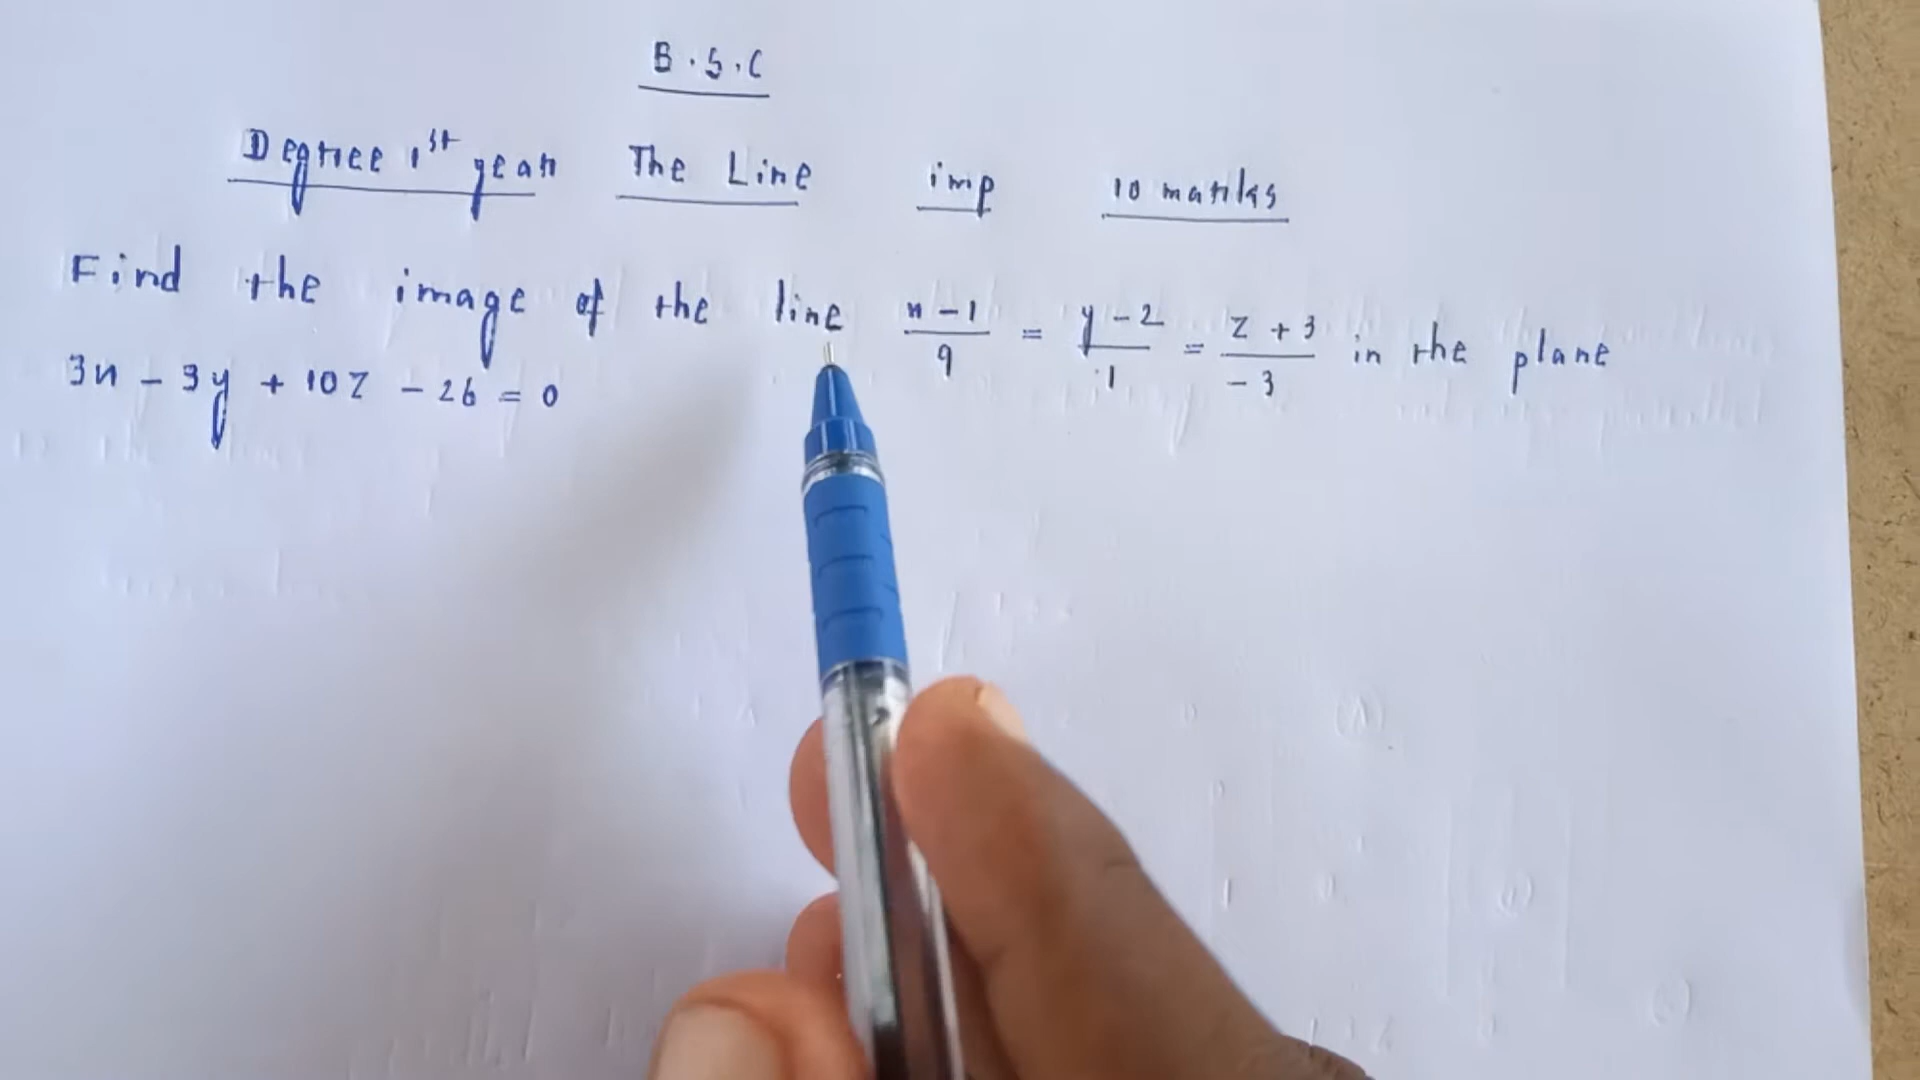 B.S.C
Degree 1st year The Line imp 10 marks
Find the image of the line x-1/9 = y-2/-1 = z+3/-3 in the plane
3x - 3y + 10z - 26 = 0